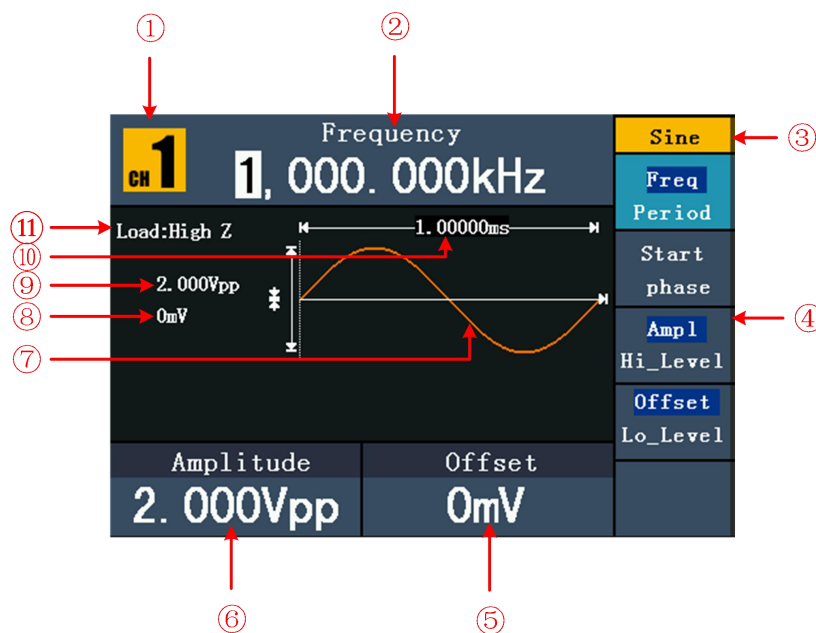 ① ②
CH 1
Frequency
1, 000. 000kHz
Sine
③
Freq
Period
Start
phase
Ampl
Hi_Level
④
Offset
Lo_Level
⑪
Load:High Z
1.00000ms
⑩
⑨
2.000Vpp
⑧
0mV
⑦
Amplitude
2. 000Vpp
Offset
0mV
⑥
⑤